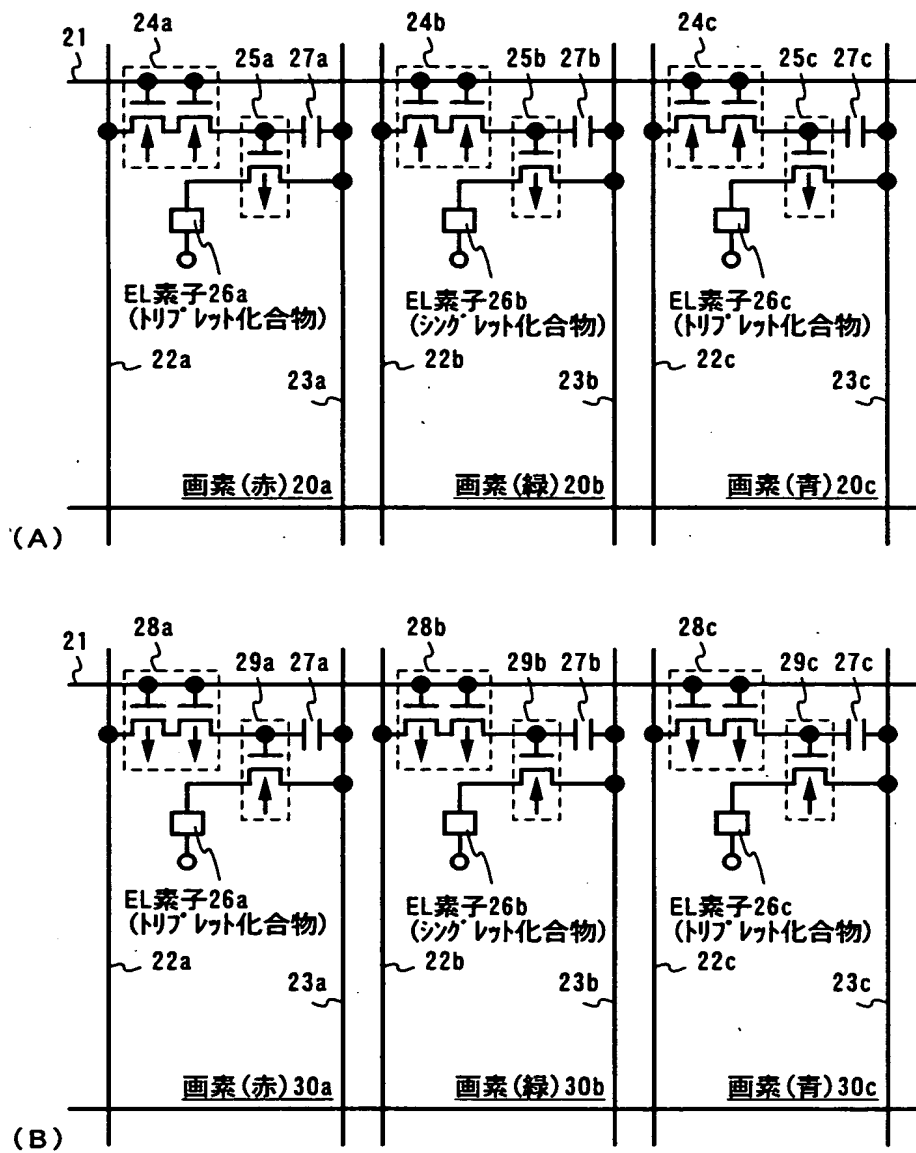 24a 24b 24c
21 25a 27a 25b 27b 25c 27c
EL素子26a EL素子26b EL素子26c
(トリプレット化合物) (シングレット化合物) (トリプレット化合物)
22a 22b 22c
23a 23b 23c
画素(赤)20a 画素(緑)20b 画素(青)20c
(A)
28a 28b 28c
21 29a 27a 29b 27b 29c 27c
EL素子26a EL素子26b EL素子26c
(トリプレット化合物) (シングレット化合物) (トリプレット化合物)
22a 22b 22c
23a 23b 23c
画素(赤)30a 画素(緑)30b 画素(青)30c
(B)